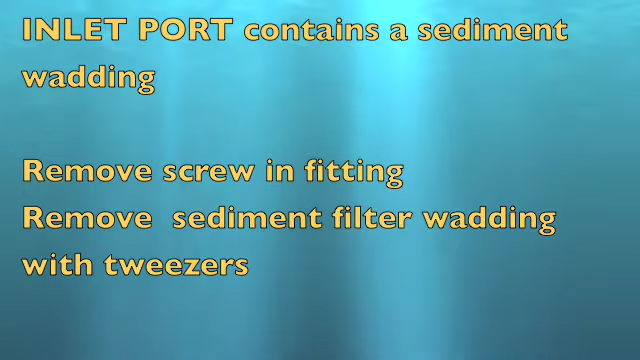 INLET PORT contains a sediment
wadding
Remove screw in fitting
Remove  sediment filter wadding
with tweezers